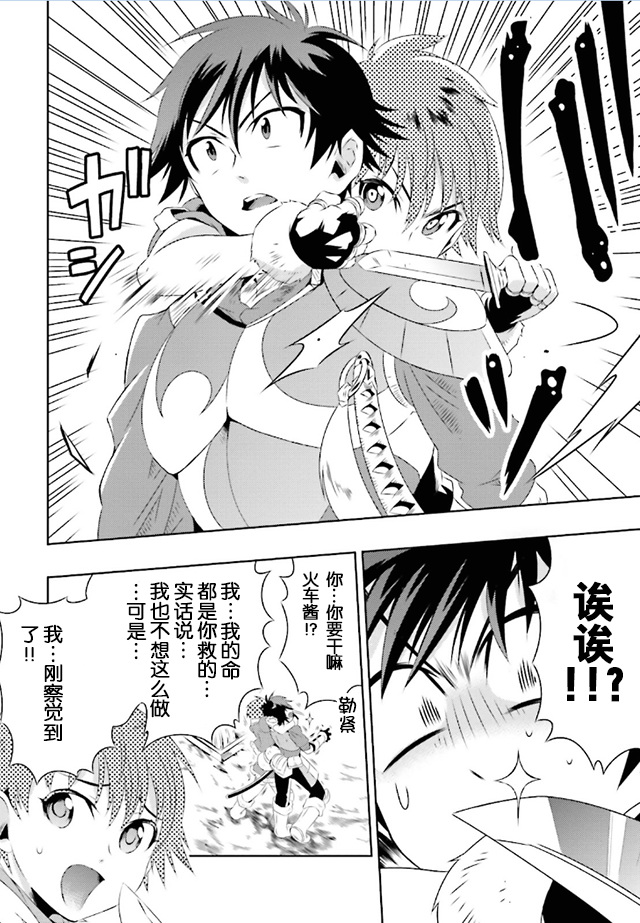 ガシ
诶
诶
!!?
你…你要干嘛
火车酱!?
勒紧
我…我的命
都是你救的…
实话说…
我也不想这么做
…可是…
我…刚察觉到
了!!